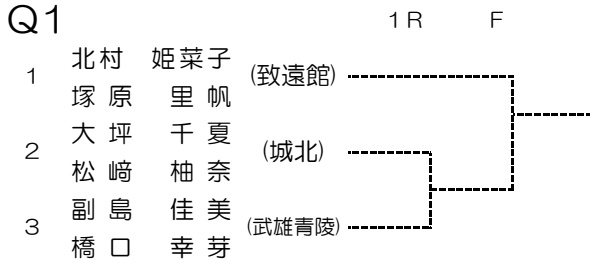 Q1 1R F
北村 姫菜子
1 (致遠館)
塚原 里帆
大坪 千夏
2 (城北)
松﨑 柚奈
副島 佳美
3 (武雄青陵)
橋口 幸芽